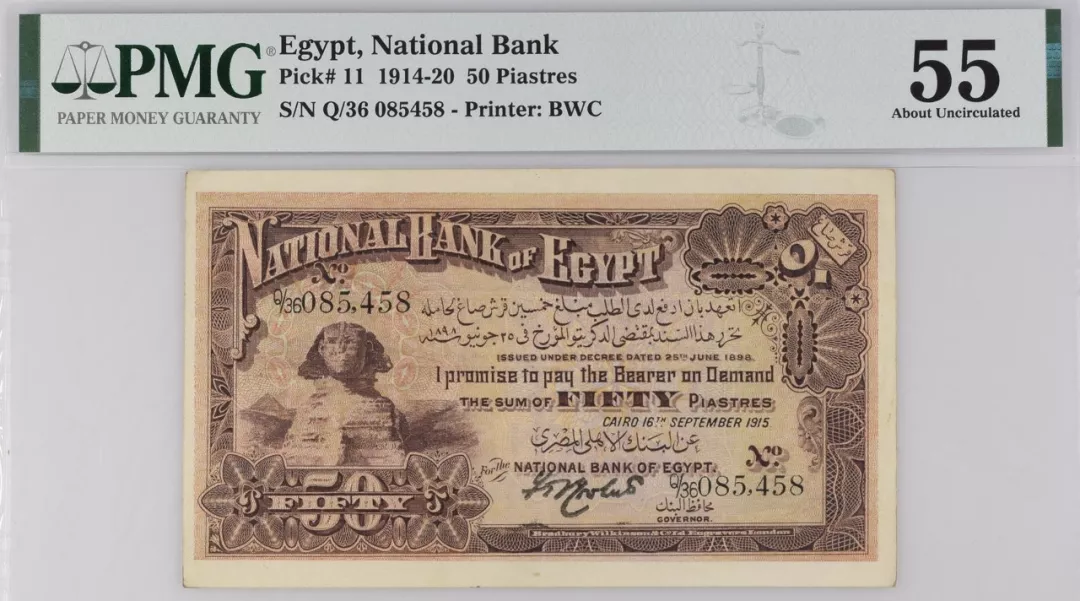 PMG®
PAPER MONEY GUARANTY
Egypt, National Bank
Pick# 11 1914-20 50 Piastres
S/N Q/36 085458 - Printer: BWC
55
About Uncirculated
NATIONAL BANK OF EGYPT
٥٠
No.
Q/36 085,458
اتعهد بان ادفع لدى الطلب مبلغ خمسين قرش صاغ لحامله
تحرر هذا السند بمقتضى الدكريتو المؤرخ فى ٢٥ جونيو سنة ١٨٩٨
ISSUED UNDER DECREE DATED 25TH JUNE 1898.
I promise to pay the Bearer on Demand
THE SUM OF FIFTY PIASTRES
CAIRO 16TH SEPTEMBER 1915
عن البنك الاهلى المصرى
For the NATIONAL BANK OF EGYPT.
No.
Q/36 085,458
محافظ البنك
GOVERNOR.
P 50 T
FIFTY
Bradbury Wilkinson & Co Ld Engravers London